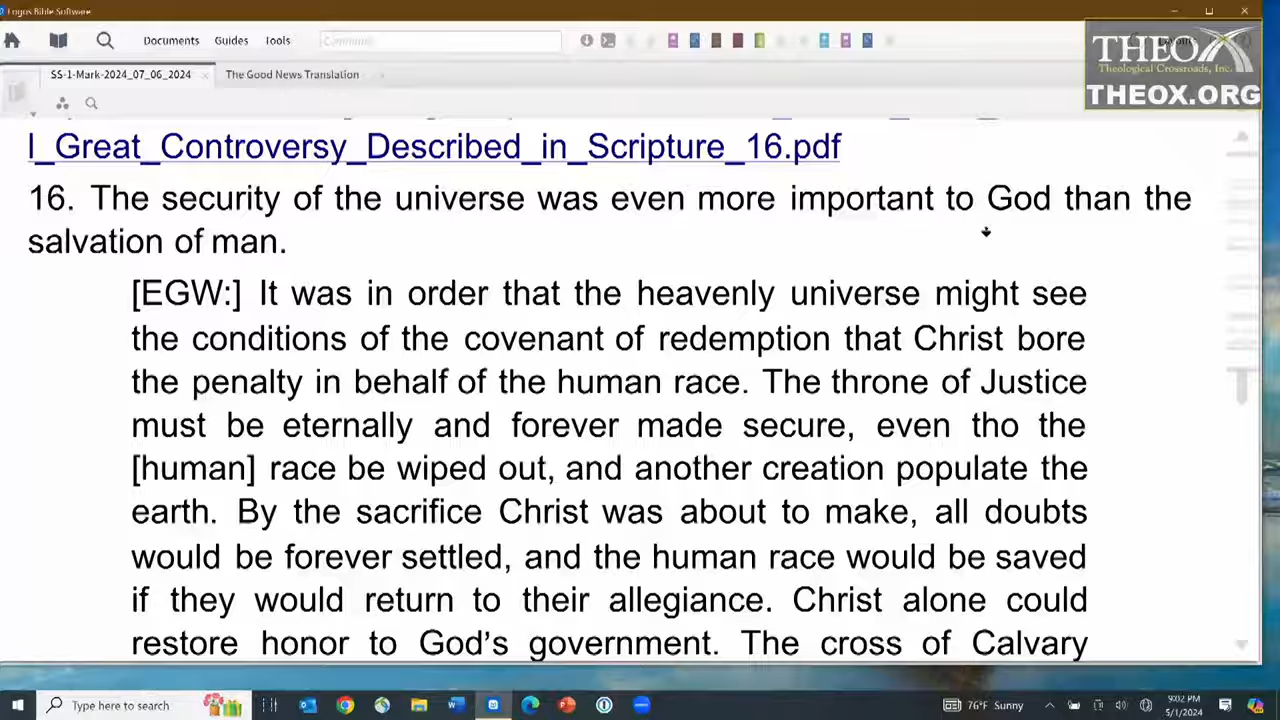 Logos Bible Software
Documents Guides Tools
THEOX
Theological Crossroads, Inc.
THEOX.ORG
SS-1-Mark-2024_07_06_2024 × The Good News Translation
l_Great_Controversy_Described_in_Scripture_16.pdf
16. The security of the universe was even more important to God than the
salvation of man.
[EGW:] It was in order that the heavenly universe might see
the conditions of the covenant of redemption that Christ bore
the penalty in behalf of the human race. The throne of Justice
must be eternally and forever made secure, even tho the
[human] race be wiped out, and another creation populate the
earth. By the sacrifice Christ was about to make, all doubts
would be forever settled, and the human race would be saved
if they would return to their allegiance. Christ alone could
restore honor to God’s government. The cross of Calvary
Type here to search
76°F Sunny
9:02 PM
5/1/2024